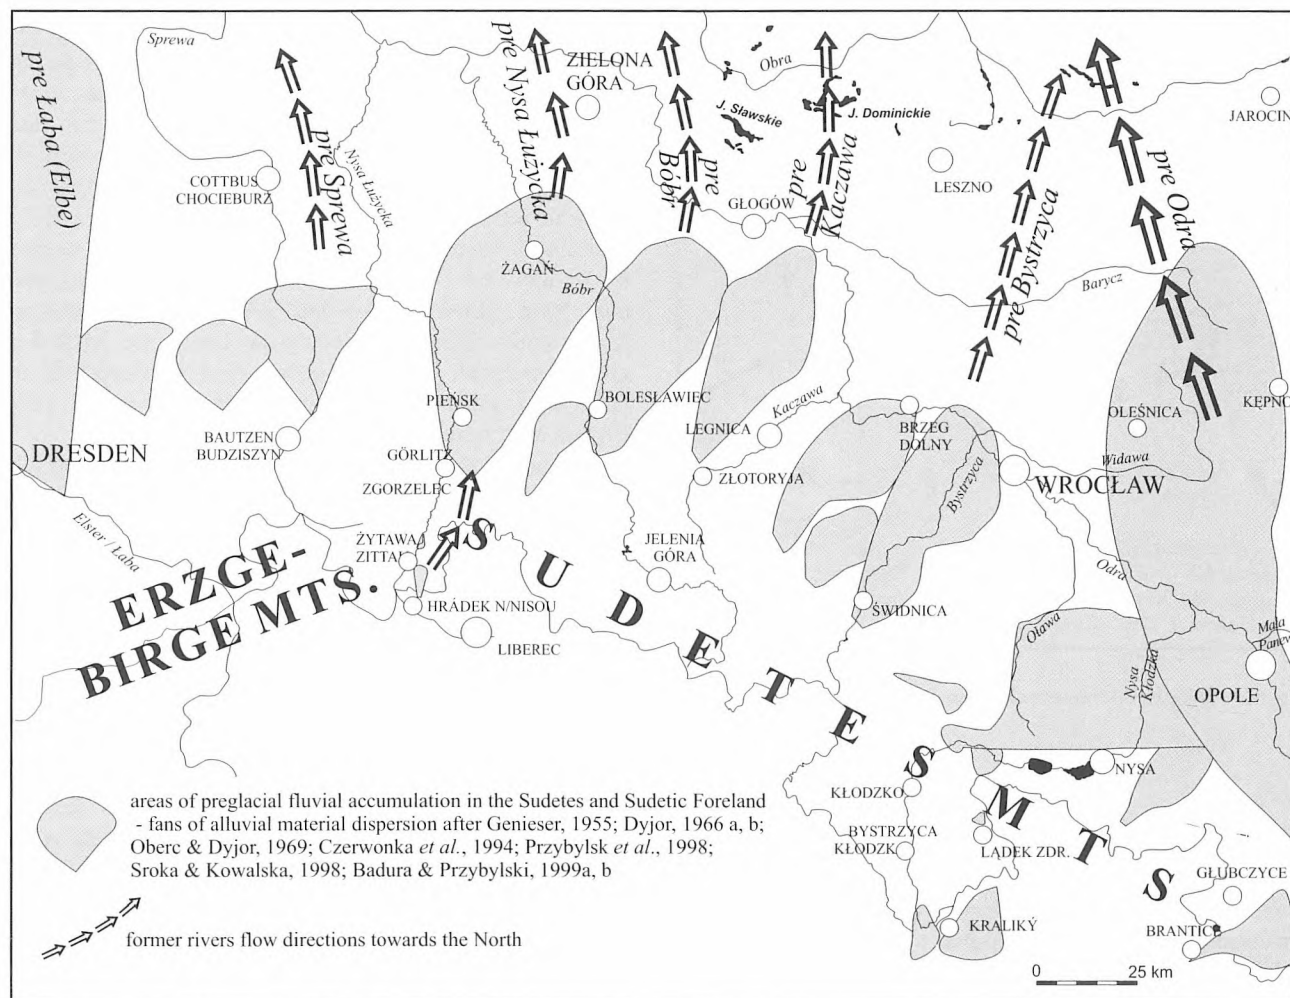 Sprewa
pre Łaba (Elbe)
pre Sprewa
Nysa Łużycka
pre Nysa Łużycka
ZIELONA
GÓRA
pre
Bóbr
Obra
J. Sławskie
J. Dominickie
pre
Kaczawa
JAROCIN
LESZNO
pre Bystrzyca
pre Odra
COTTBUS
CHOCIEBURZ
GŁOGÓW
ŻAGAŃ
Bóbr
Barycz
PIEŃSK
BOLESŁAWIEC
Kaczawa
LEGNICA
BRZEG
DOLNY
OLEŚNICA
KĘPNO
DRESDEN
BAUTZEN
BUDZISZYN
GÖRLITZ
ZGORZELEC
ZŁOTORYJA
Bystrzyca
WROCŁAW
Widawa
Elster / Łaba
ŻYTAWA
ZITTAU
JELENIA
GÓRA
Odra
ERZGE-
BIRGE MTS.
SUDETES MTS
HRÁDEK N/NISOU
LIBEREC
ŚWIDNICA
Oława
Nysa
Kłodzka
Mała
Panew
OPOLE
NYSA
KŁODZKO
BYSTRZYCA
KŁODZK
LĄDEK ZDR.
GŁUBCZYCE
KRALIKÝ
BRANTICE
areas of preglacial fluvial accumulation in the Sudetes and Sudetic Foreland
- fans of alluvial material dispersion after Genieser, 1955; Dyjor, 1966 a, b;
Oberc & Dyjor, 1969; Czerwonka et al., 1994; Przybylsk et al., 1998;
Sroka & Kowalska, 1998; Badura & Przybylski, 1999a, b
former rivers flow directions towards the North
0 25 km